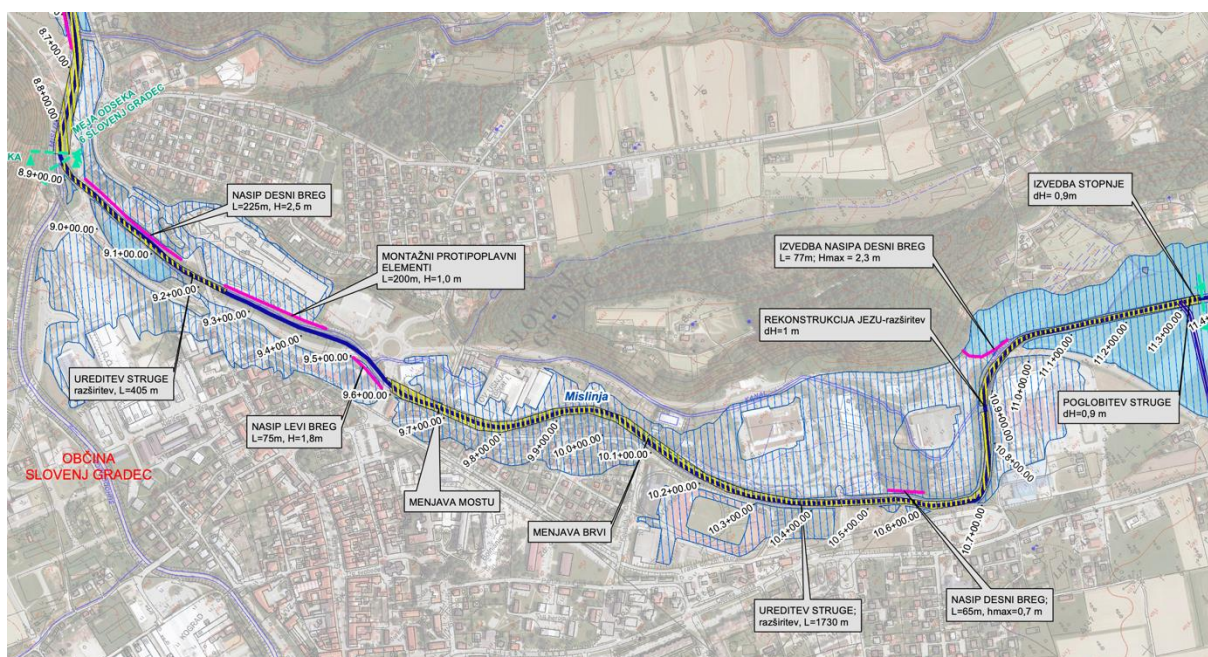 8.7+00.00
8.8+00.00
MEJA ODSEKA
5 SLOVENJ GRADEC
KA
8.9+00.00
9.0+00.00
9.1+00.00
9.2+00.00
9.3+00.00
9.4+00.00
9.5+00.00
9.6+00.00
9.7+00.00
9.8+00.00
9.9+00.00
10.0+00.00
10.1+00.00
10.2+00.00
10.3+00.00
10.4+00.00
10.5+00.00
10.6+00.00
10.7+00.00
10.8+00.00
10.9+00.00
11.0+00.00
11.1+00.00
11.2+00.00
11.3+00.00
11.4+
NASIP DESNI BREG
L=225m, H=2,5 m
MONTAŽNI PROTIPOPLAVNI
ELEMENTI
L=200m, H=1,0 m
IZVEDBA STOPNJE
dH= 0,9m
IZVEDBA NASIPA DESNI BREG
L= 77m; Hmax = 2,3 m
REKONSTRUKCIJA JEZU-razširitev
dH=1 m
UREDITEV STRUGE
razširitev, L=405 m
NASIP LEVI BREG
L=75m, H=1,8m
Mislinja
POGLOBITEV STRUGE
dH=0,9 m
OBČINA
SLOVENJ GRADEC
MENJAVA MOSTU
MENJAVA BRVI
UREDITEV STRUGE;
razširitev, L=1730 m
NASIP DESNI BREG;
L=65m, hmax=0,7 m
KOGRAD